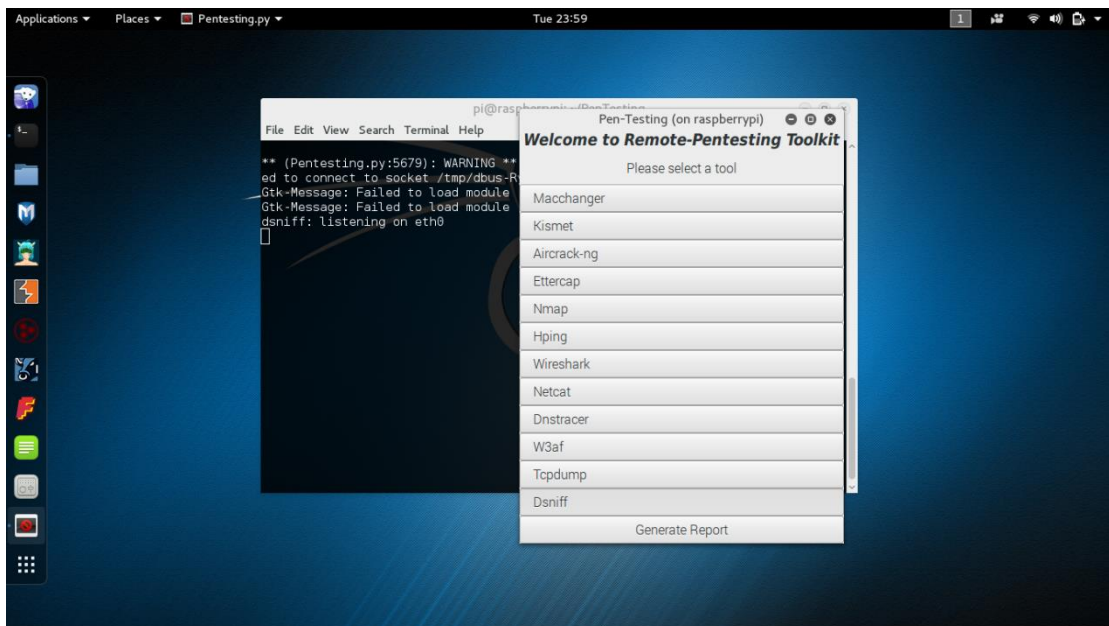 Applications Places Pentesting.py Tue 23:59 1
pi@rasp
File Edit View Search Terminal Help
** (Pentesting.py:5679): WARNING **
ed to connect to socket /tmp/dbus-R
Gtk-Message: Failed to load module
Gtk-Message: Failed to load module
dsniff: listening on eth0
Pen-Testing (on raspberrypi)
Welcome to Remote-Pentesting Toolkit
Please select a tool
Macchanger
Kismet
Aircrack-ng
Ettercap
Nmap
Hping
Wireshark
Netcat
Dnstracer
W3af
Tcpdump
Dsniff
Generate Report